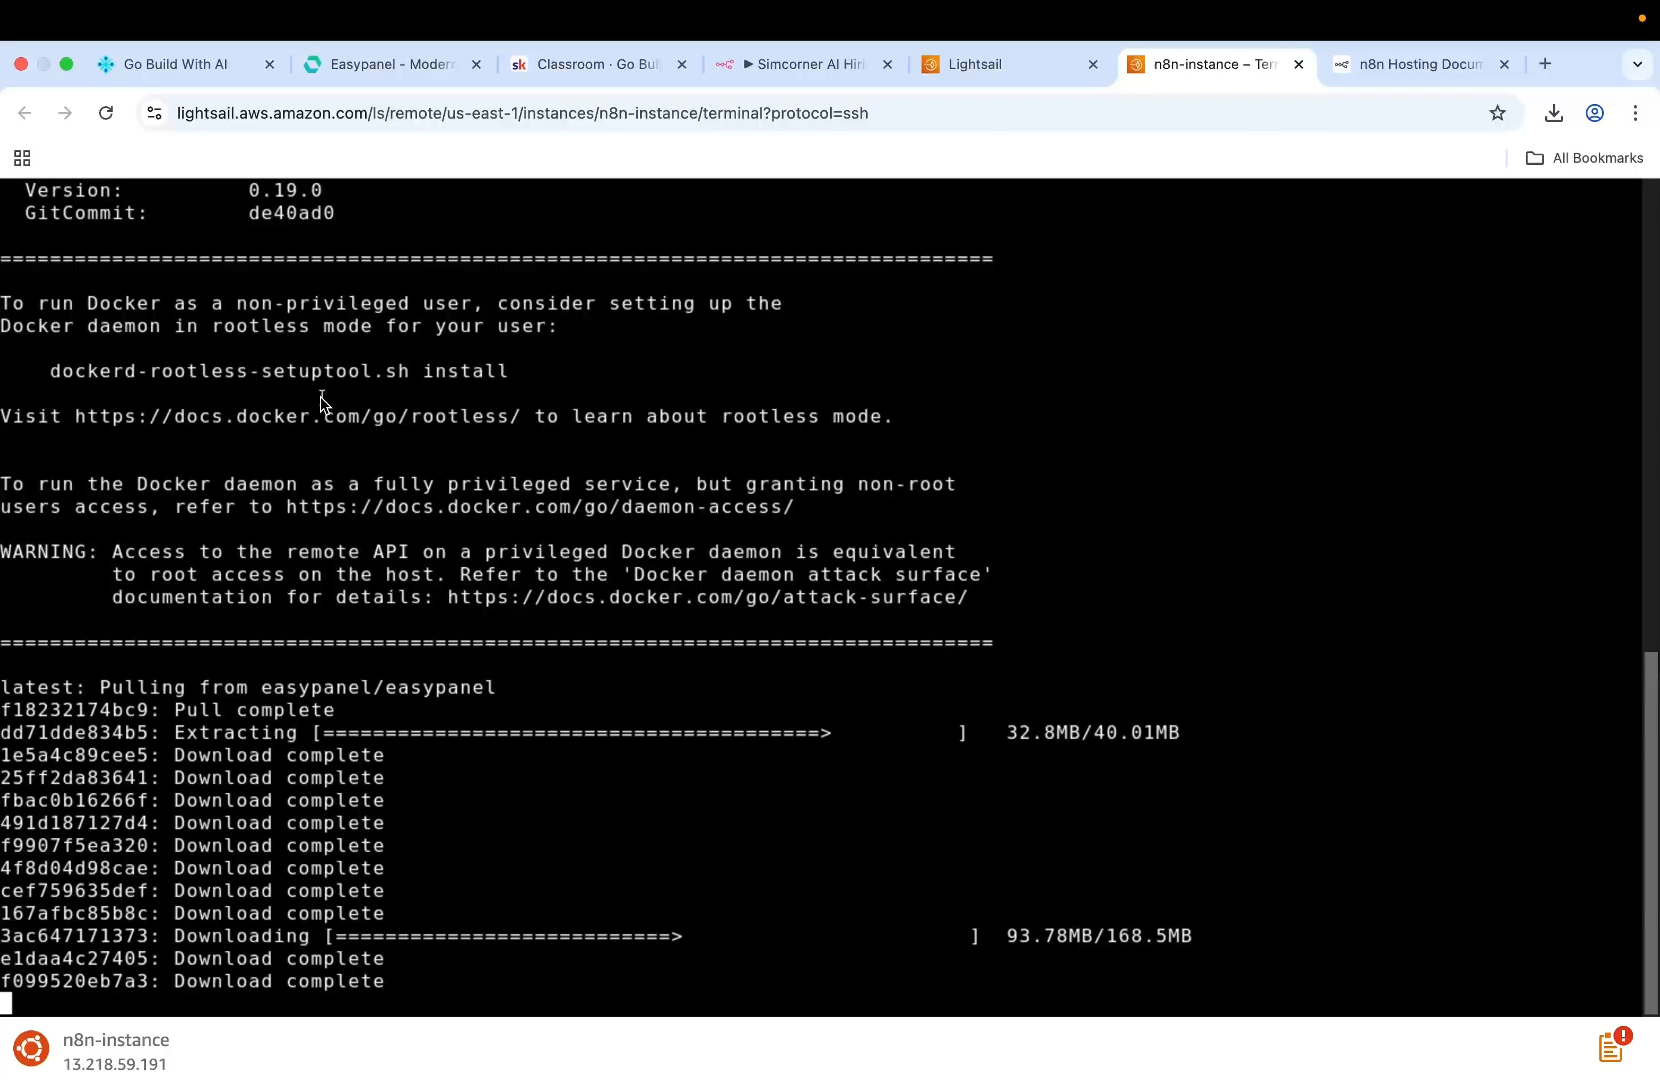 Go Build With AI
Easypanel - Modern
sk Classroom · Go Buil
▶ Simcorner AI Hiri
Lightsail
n8n-instance – Tern
n8n Hosting Docum
lightsail.aws.amazon.com/ls/remote/us-east-1/instances/n8n-instance/terminal?protocol=ssh
All Bookmarks
Version: 0.19.0
GitCommit: de40ad0
================================================================================
To run Docker as a non-privileged user, consider setting up the
Docker daemon in rootless mode for your user:
dockerd-rootless-setuptool.sh install
Visit https://docs.docker.com/go/rootless/ to learn about rootless mode.
To run the Docker daemon as a fully privileged service, but granting non-root
users access, refer to https://docs.docker.com/go/daemon-access/
WARNING: Access to the remote API on a privileged Docker daemon is equivalent
to root access on the host. Refer to the 'Docker daemon attack surface'
documentation for details: https://docs.docker.com/go/attack-surface/
================================================================================
latest: Pulling from easypanel/easypanel
f18232174bc9: Pull complete
dd71dde834b5: Extracting [========================================>          ] 32.8MB/40.01MB
1e5a4c89cee5: Download complete
25ff2da83641: Download complete
fbac0b16266f: Download complete
491d187127d4: Download complete
f9907f5ea320: Download complete
4f8d04d98cae: Download complete
cef759635def: Download complete
167afbc85b8c: Download complete
3ac647171373: Downloading [===========================>                       ] 93.78MB/168.5MB
e1daa4c27405: Download complete
f099520eb7a3: Download complete
n8n-instance
13.218.59.191